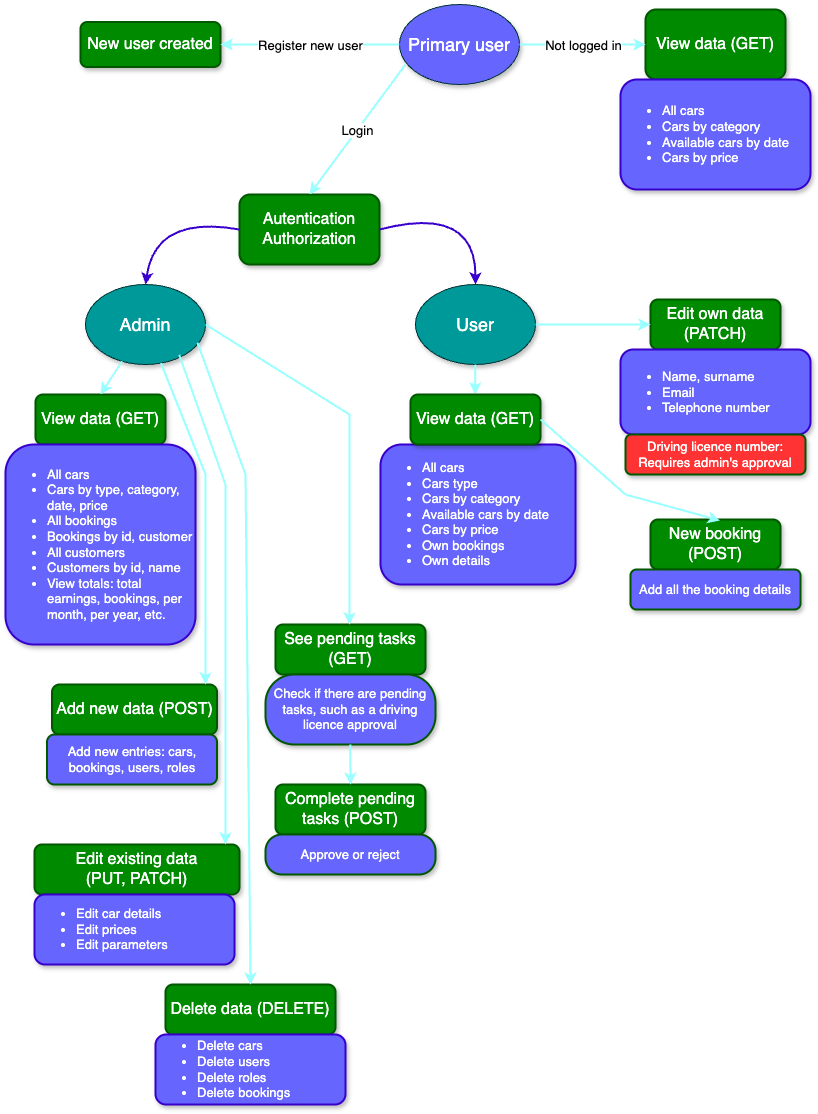 New user created
Register new user
Primary user
Not logged in
View data (GET)
• All cars
• Cars by category
• Available cars by date
• Cars by price
Login
Autentication
Authorization
Admin
User
Edit own data
(PATCH)
• Name, surname
• Email
• Telephone number
Driving licence number:
Requires admin's approval
View data (GET)
• All cars
• Cars by type, category,
date, price
• All bookings
• Bookings by id, customer
• All customers
• Customers by id, name
• View totals: total
earnings, bookings, per
month, per year, etc.
View data (GET)
• All cars
• Cars type
• Cars by category
• Available cars by date
• Cars by price
• Own bookings
• Own details
New booking
(POST)
Add all the booking details
See pending tasks
(GET)
Check if there are pending
tasks, such as a driving
licence approval
Add new data (POST)
Add new entries: cars,
bookings, users, roles
Complete pending
tasks (POST)
Approve or reject
Edit existing data
(PUT, PATCH)
• Edit car details
• Edit prices
• Edit parameters
Delete data (DELETE)
• Delete cars
• Delete users
• Delete roles
• Delete bookings